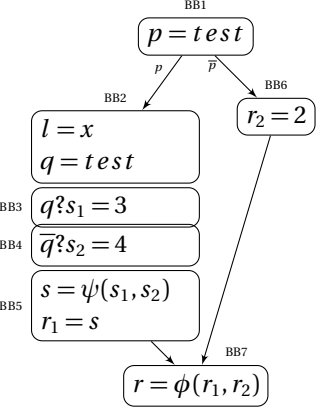 BB1
p = test
p
p̅
BB2
BB6
l = x
q = test
r₂ = 2
BB3
q?s₁ = 3
BB4
q̅?s₂ = 4
BB5
s = ψ(s₁, s₂)
r₁ = s
BB7
r = ϕ(r₁, r₂)